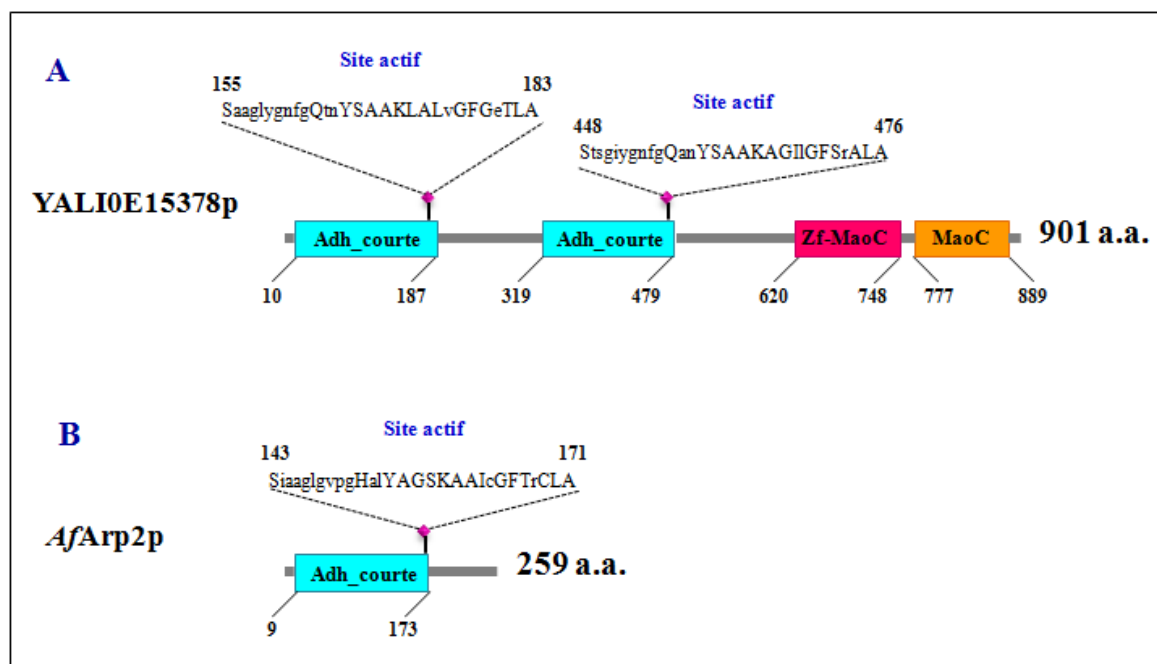 A
Site actif
155 183
SaaglygnfgQtnYSAAKLALvGFGeTLA
Site actif
448 476
StsgiygnfgQanYSAAKAGIlGFSrALA
YALI0E15378p
Adh_courte Adh_courte Zf-MaoC MaoC 901 a.a.
10 187 319 479 620 748 777 889
B
Site actif
143 171
SiaaglgvpgHalYAGSKAAIcGFTrCLA
AfArp2p
Adh_courte 259 a.a.
9 173